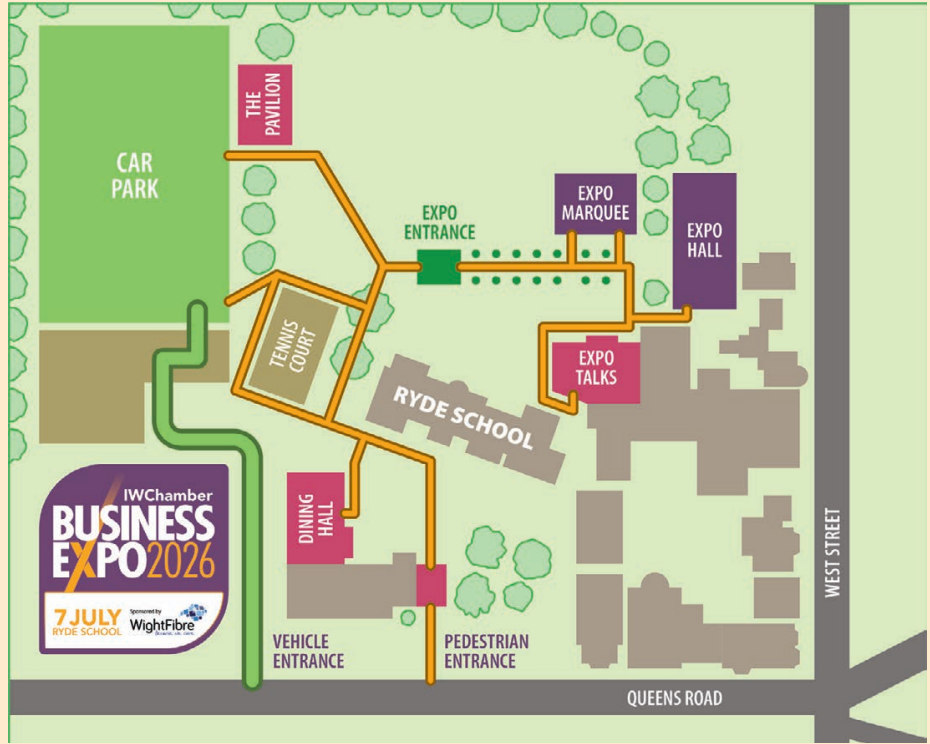 THE
PAVILION
CAR
PARK
EXPO
MARQUEE
EXPO
ENTRANCE
EXPO
HALL
TENNIS
COURT
EXPO
TALKS
RYDE SCHOOL
DINING
HALL
IWChamber
BUSINESS
EXPO2026
7 JULY
RYDE SCHOOL
Sponsored by
WightFibre
VEHICLE
ENTRANCE
PEDESTRIAN
ENTRANCE
WEST STREET
QUEENS ROAD